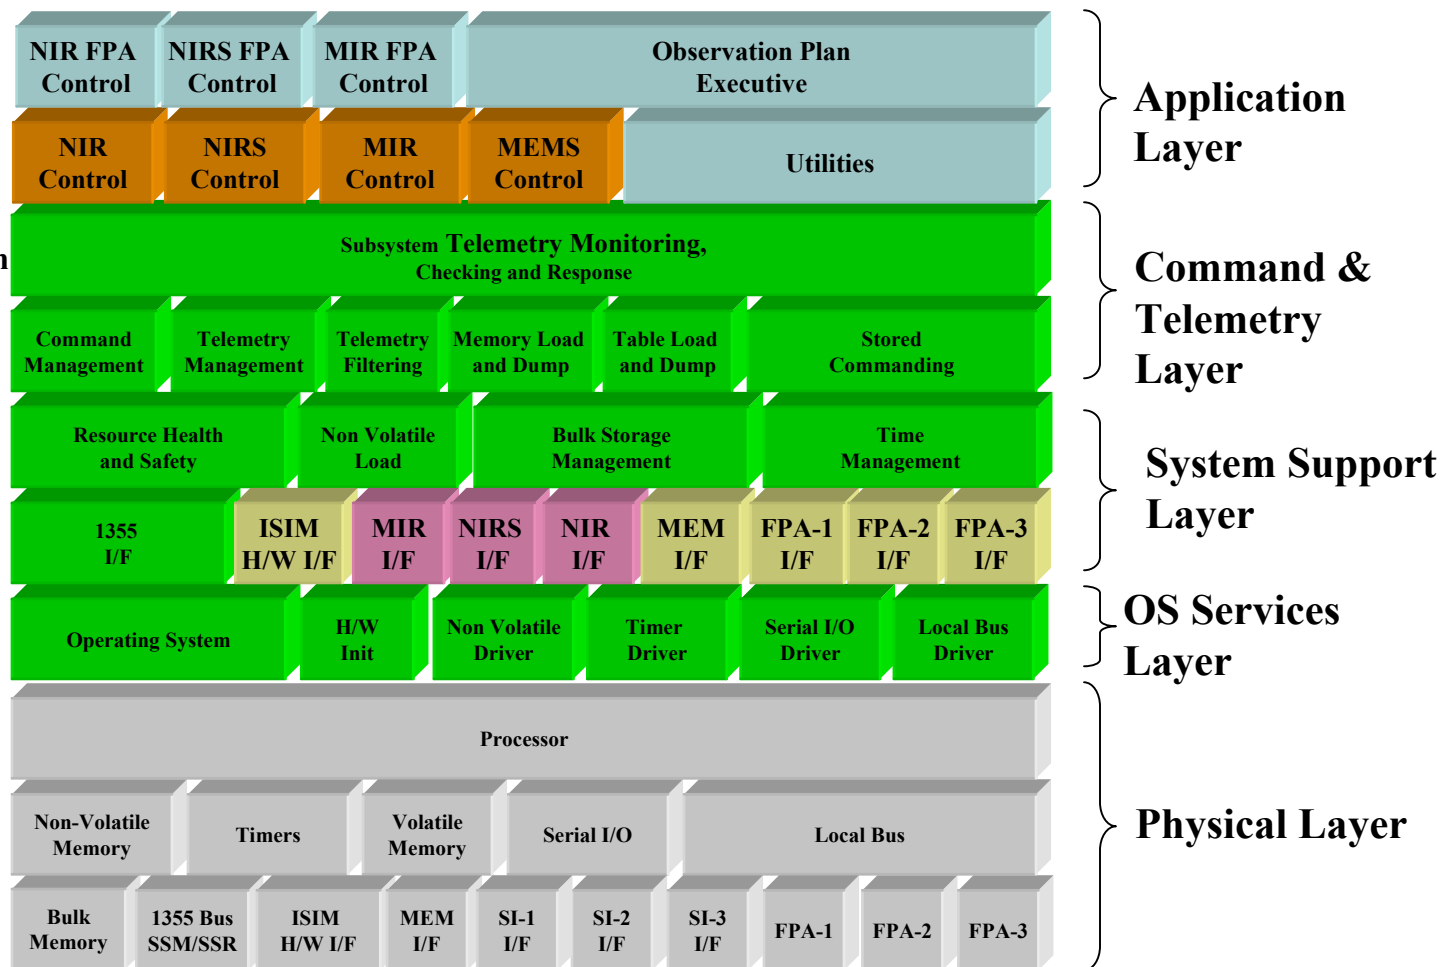 NIR FPA
Control
NIRS FPA
Control
MIR FPA
Control
Observation Plan
Executive
NIR
Control
NIRS
Control
MIR
Control
MEMS
Control
Utilities
Application
Layer
Subsystem Telemetry Monitoring,
Checking and Response
Command
Management
Telemetry
Management
Telemetry
Filtering
Memory Load
and Dump
Table Load
and Dump
Stored
Commanding
Command &
Telemetry
Layer
Resource Health
and Safety
Non Volatile
Load
Bulk Storage
Management
Time
Management
1355
I/F
ISIM
H/W I/F
MIR
I/F
NIRS
I/F
NIR
I/F
MEM
I/F
FPA-1
I/F
FPA-2
I/F
FPA-3
I/F
System Support
Layer
Operating System
H/W
Init
Non Volatile
Driver
Timer
Driver
Serial I/O
Driver
Local Bus
Driver
OS Services
Layer
Processor
Non-Volatile
Memory
Timers
Volatile
Memory
Serial I/O
Local Bus
Bulk
Memory
1355 Bus
SSM/SSR
ISIM
H/W I/F
MEM
I/F
SI-1
I/F
SI-2
I/F
SI-3
I/F
FPA-1
FPA-2
FPA-3
Physical Layer